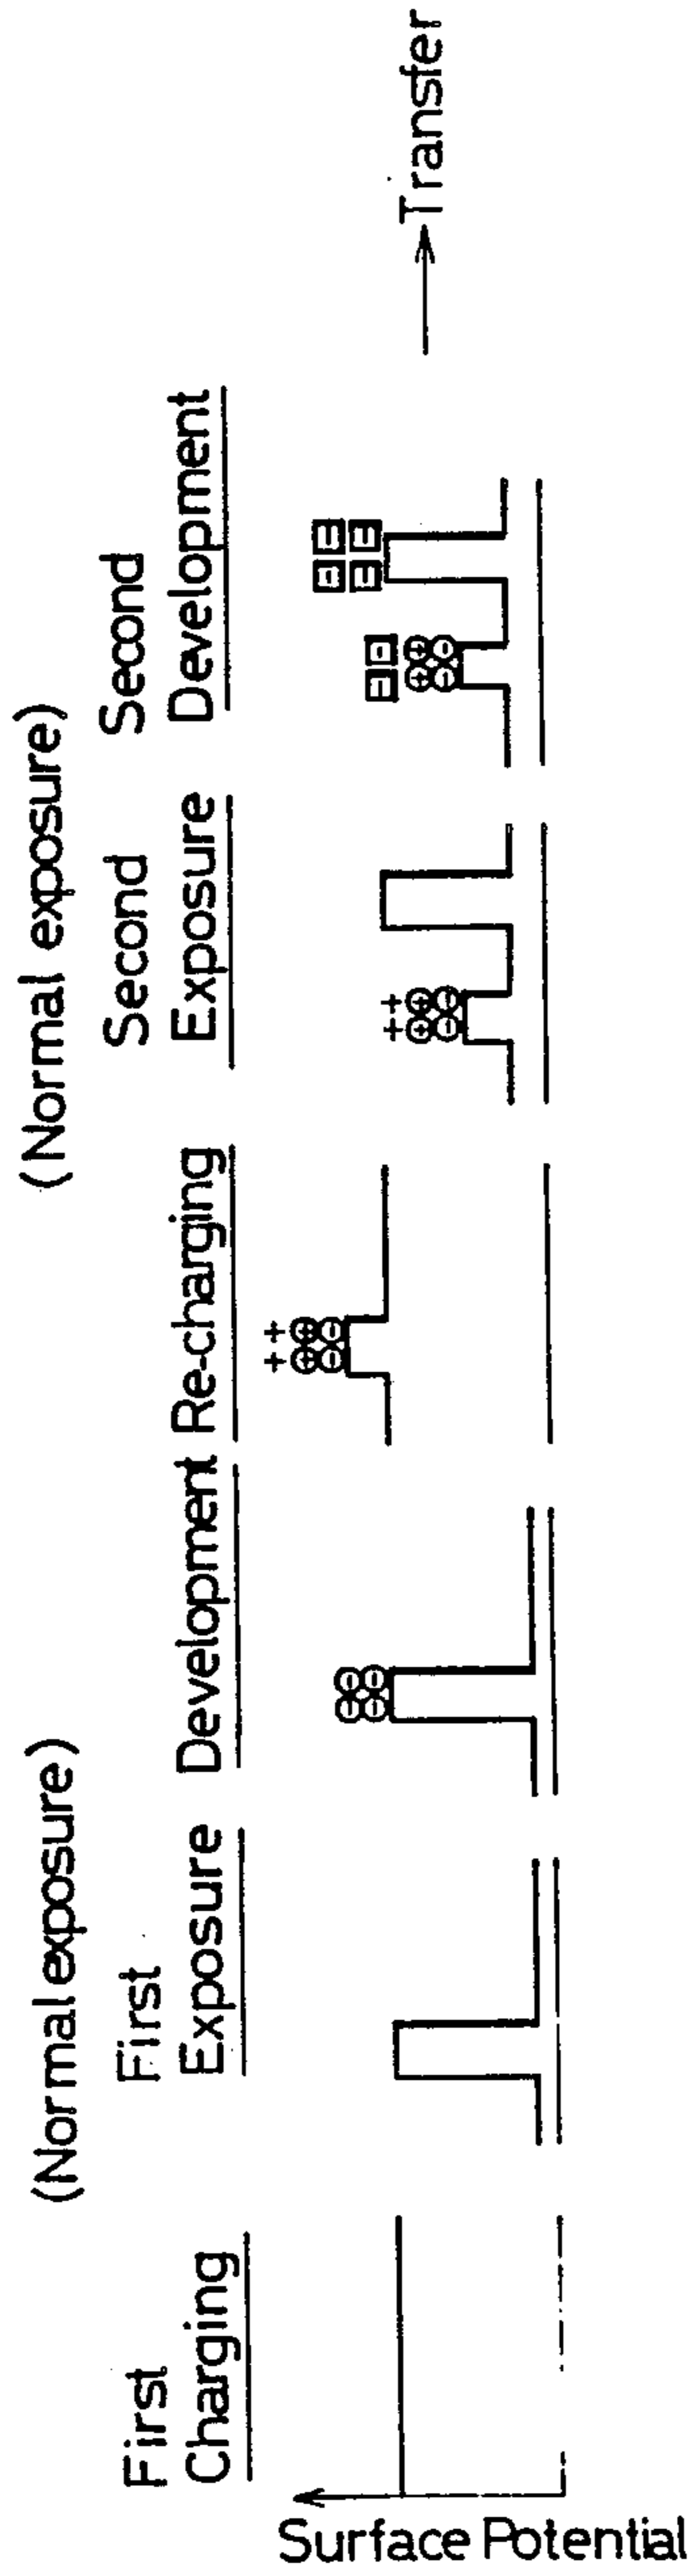 Surface Potential
First
Charging
(Normal exposure)
First
Exposure
Development
Re-charging
(Normal exposure)
Second
Exposure
Second
Development
Transfer